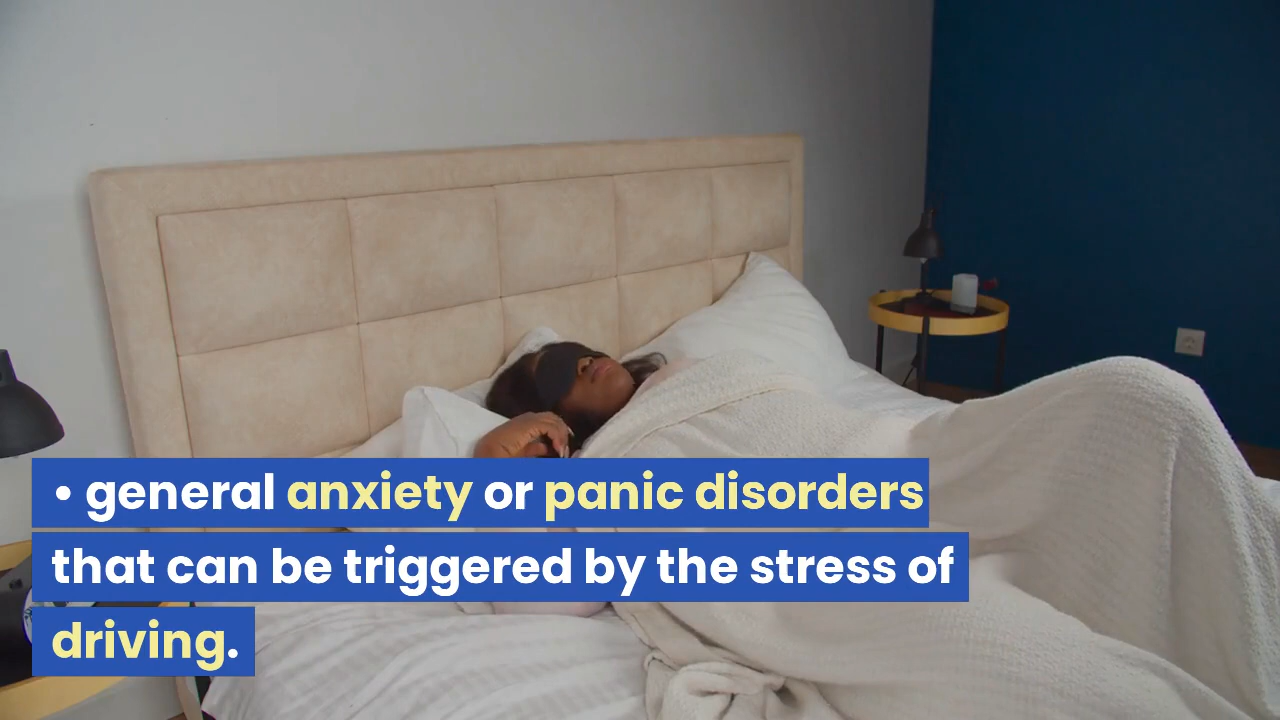 • general anxiety or panic disorders
that can be triggered by the stress of
driving.